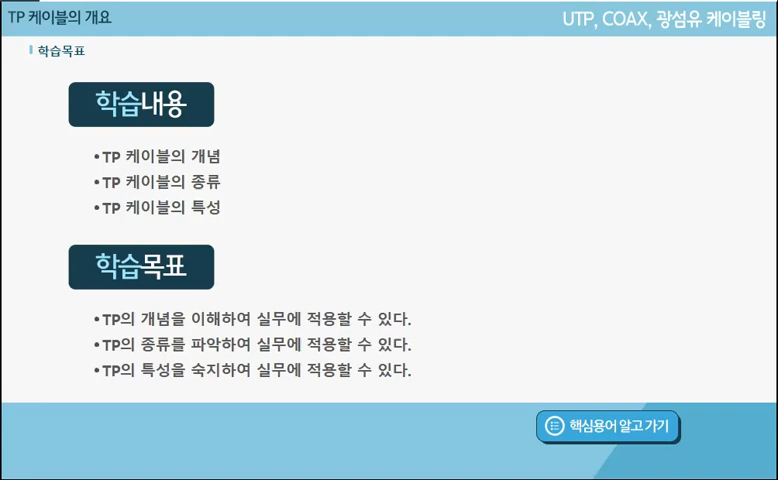 TP 케이블의 개요
UTP, COAX, 광섬유 케이블링
학습목표
학습내용
•TP 케이블의 개념
•TP 케이블의 종류
•TP 케이블의 특성
학습목표
•TP의 개념을 이해하여 실무에 적용할 수 있다.
•TP의 종류를 파악하여 실무에 적용할 수 있다.
•TP의 특성을 숙지하여 실무에 적용할 수 있다.
핵심용어 알고 가기